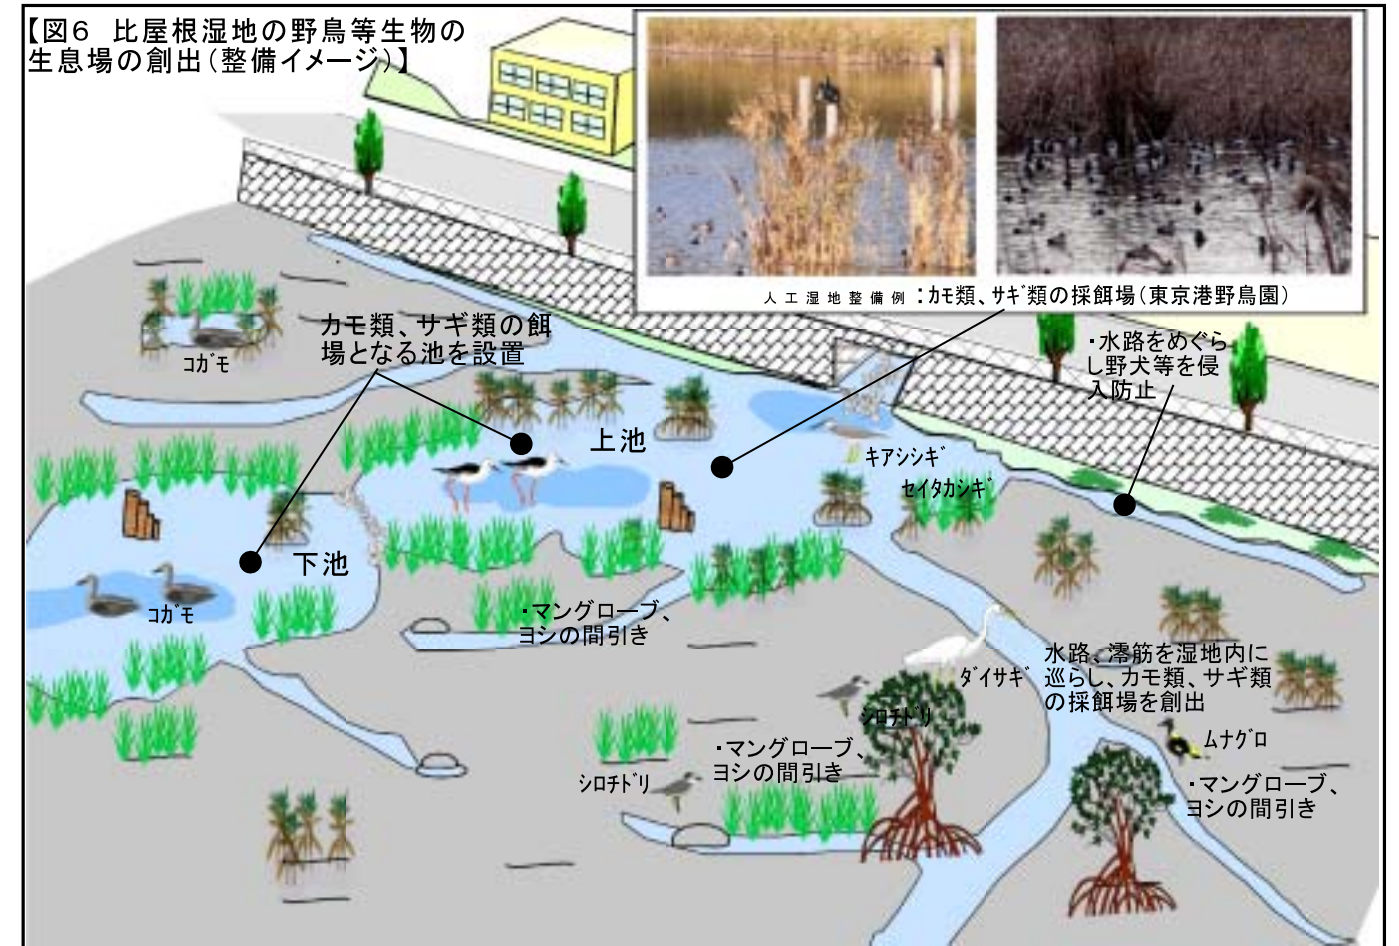 【図６　比屋根湿地の野鳥等生物の
生息場の創出（整備イメージ）】
人工湿地整備例：ｶﾓ類、ｻｷﾞ類の採餌場（東京港野鳥園）
カモ類、サギ類の餌
場となる池を設置
・水路をめぐら
し野犬等を侵
入防止
ｺｶﾞﾓ
上池
ｷｱｼｼｷﾞ
ｾｲﾀｶｼｷﾞ
下池
ｺｶﾞﾓ
・マングローブ、
ヨシの間引き
水路、澪筋を湿地内に
巡らし、カモ類、サギ類
の採餌場を創出
ﾀﾞｲｻｷﾞ
ｼﾛﾁﾄﾞﾘ
ﾑﾅｸﾞﾛ
・マングローブ、
ヨシの間引き
ｼﾛﾁﾄﾞﾘ
・マングローブ、
ヨシの間引き